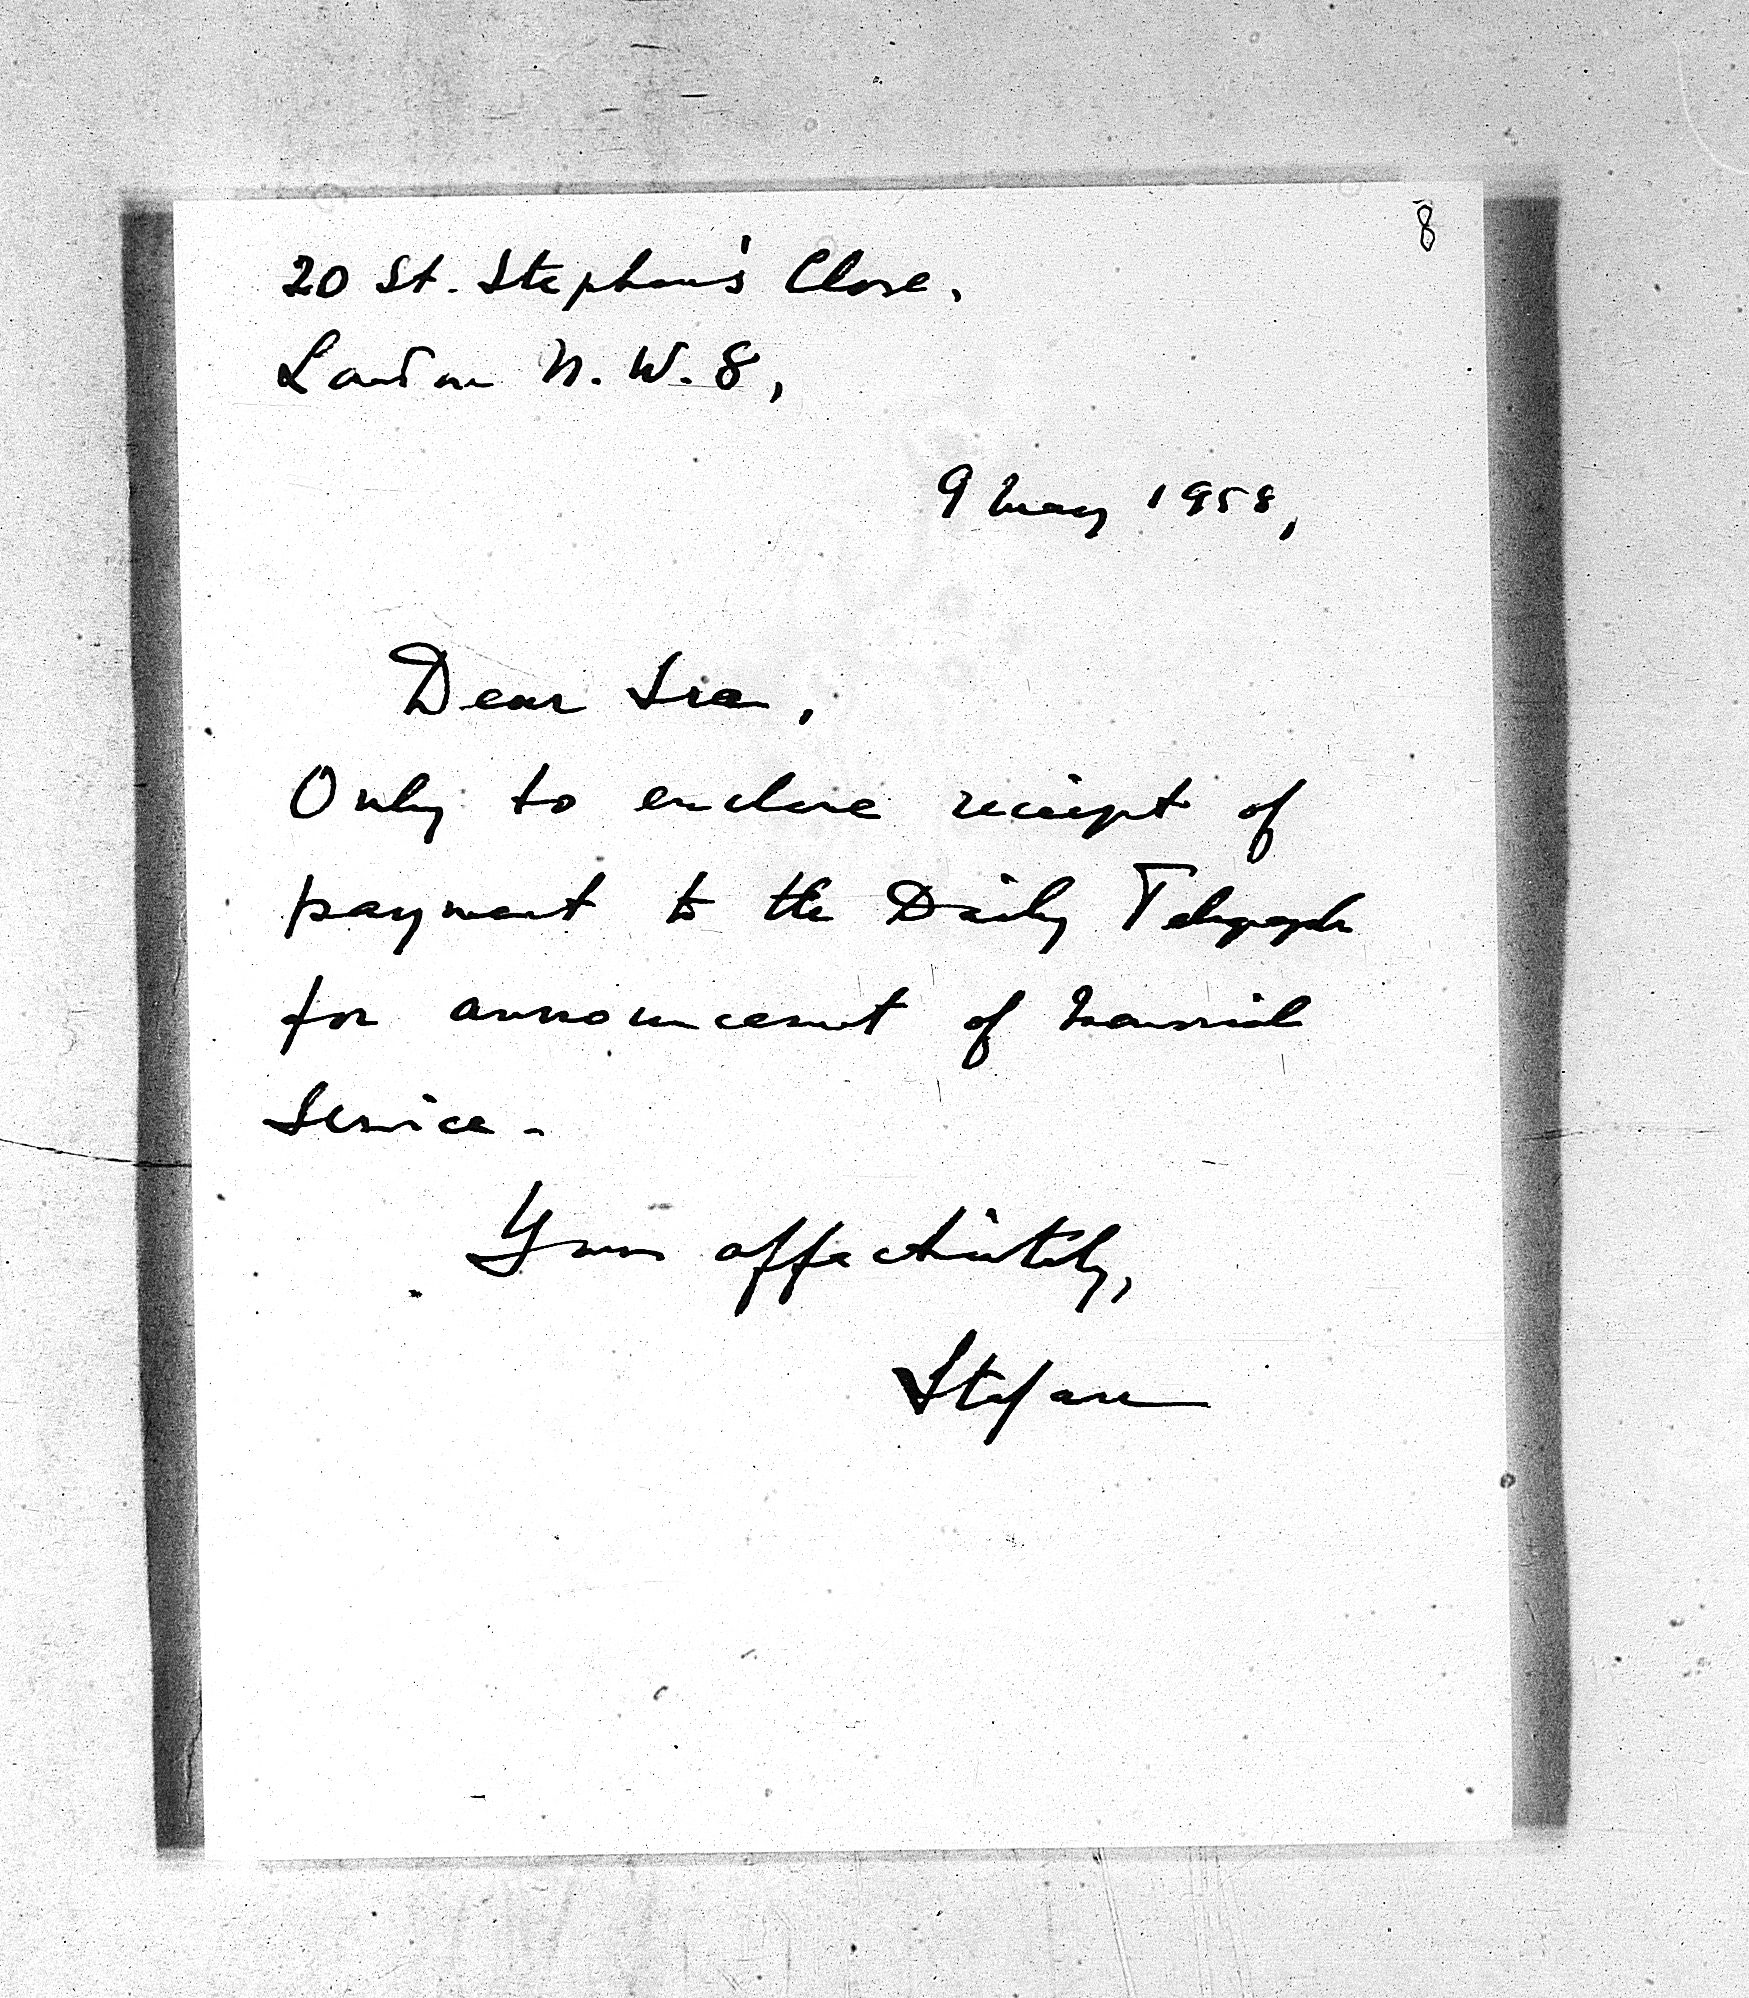 8
20 St. Stephen's Close,
London N.W.8,
9 May 1958,
Dear Ira,
Only to enclose receipt of
payment to the Daily Telegraph
for announcement of Memorial
Service.
Yours affectionately,
Stefan